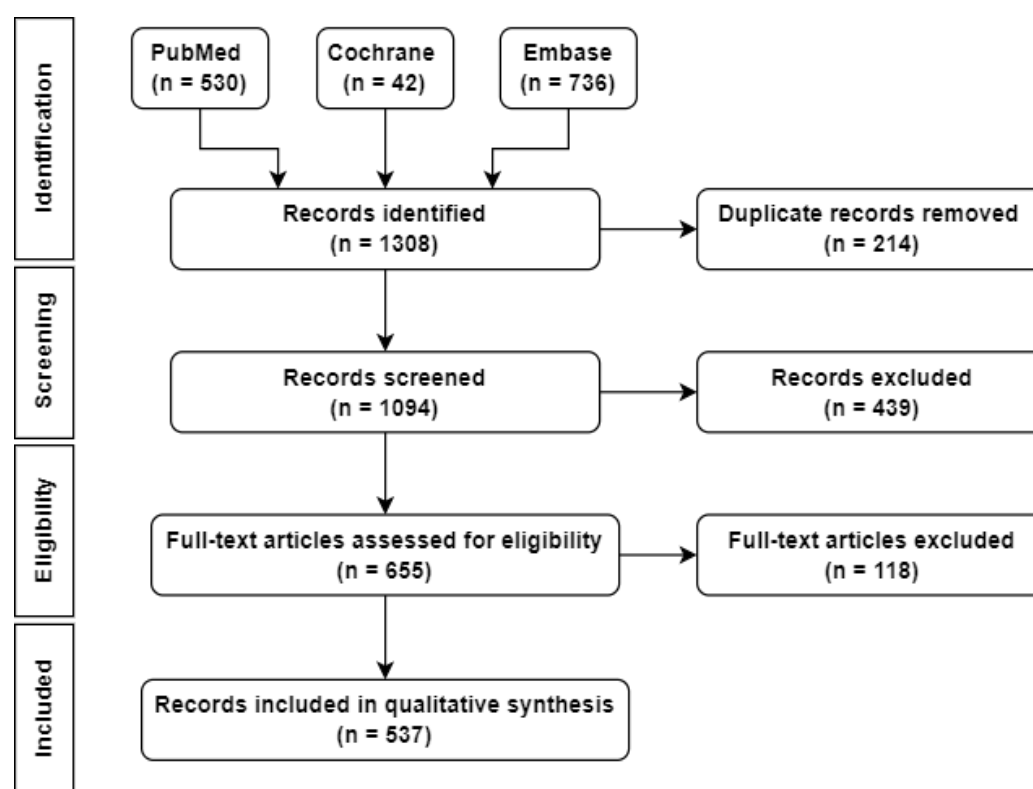 Identification
PubMed
(n = 530)
Cochrane
(n = 42)
Embase
(n = 736)
Records identified
(n = 1308)
Duplicate records removed
(n = 214)
Screening
Records screened
(n = 1094)
Records excluded
(n = 439)
Eligibility
Full-text articles assessed for eligibility
(n = 655)
Full-text articles excluded
(n = 118)
Included
Records included in qualitative synthesis
(n = 537)